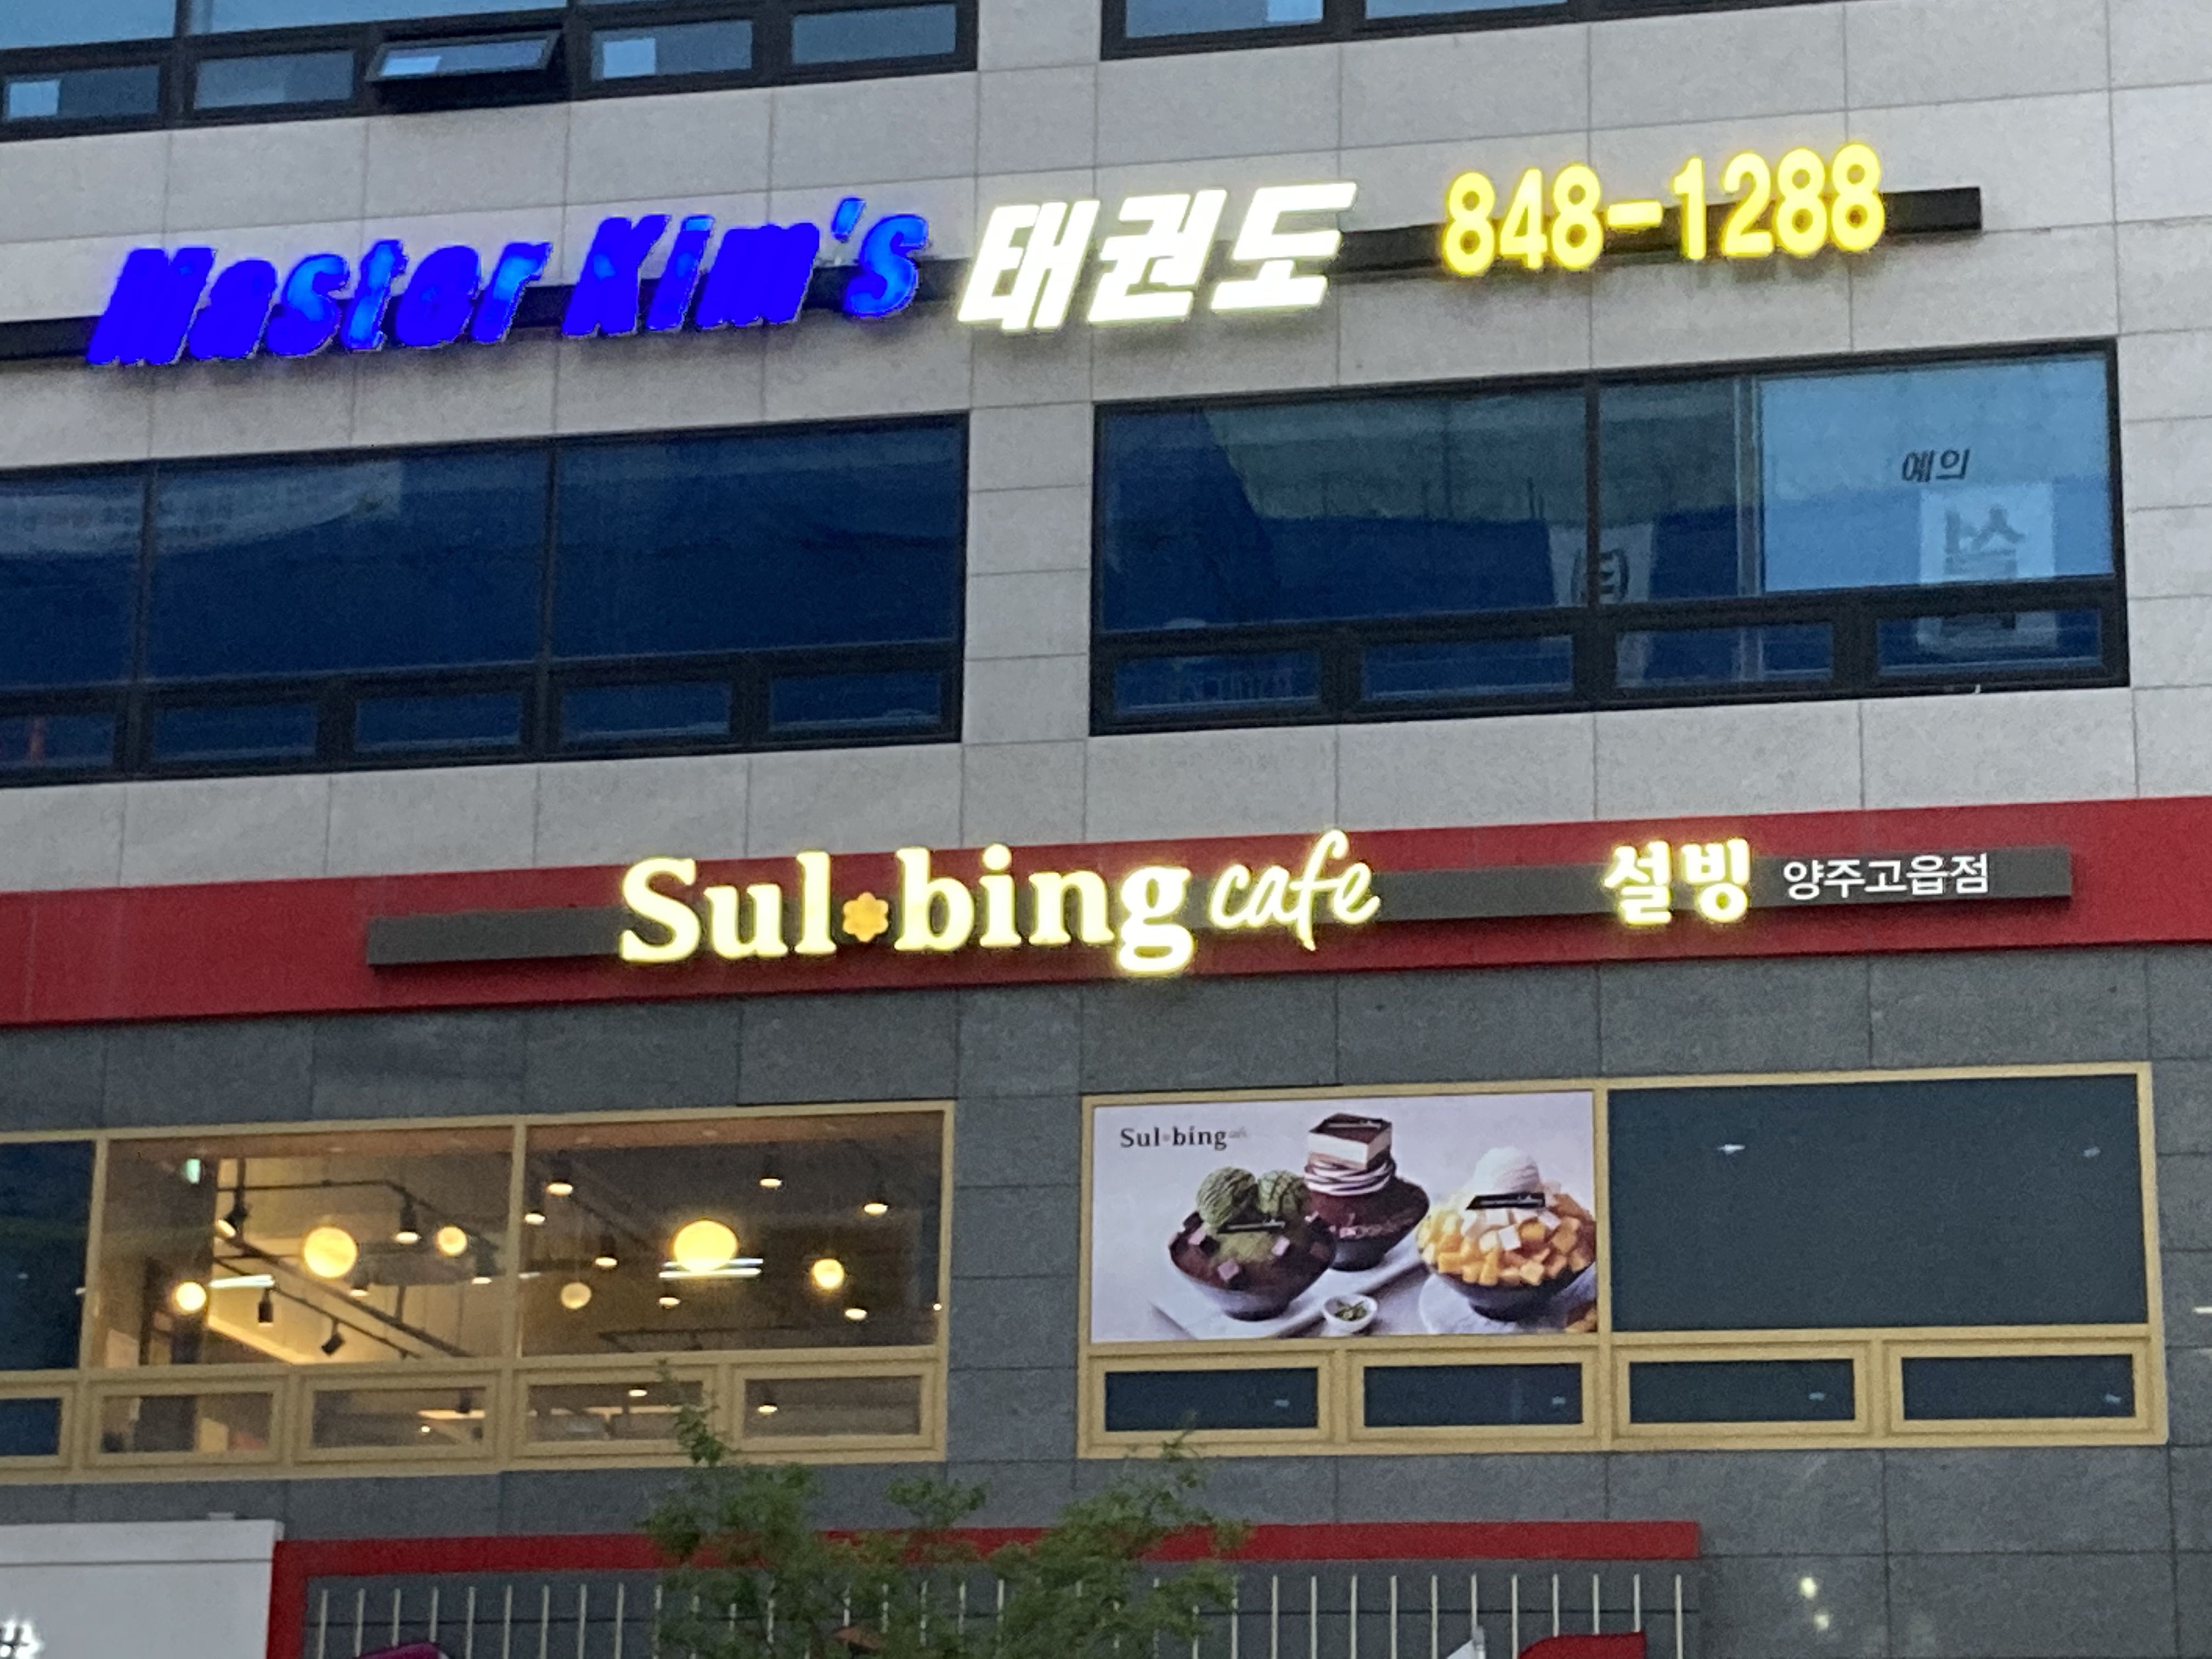 Master Kim's 태권도 848-1288
예의
Sul bing cafe 설빙 양주고읍점
Sul bing cafe